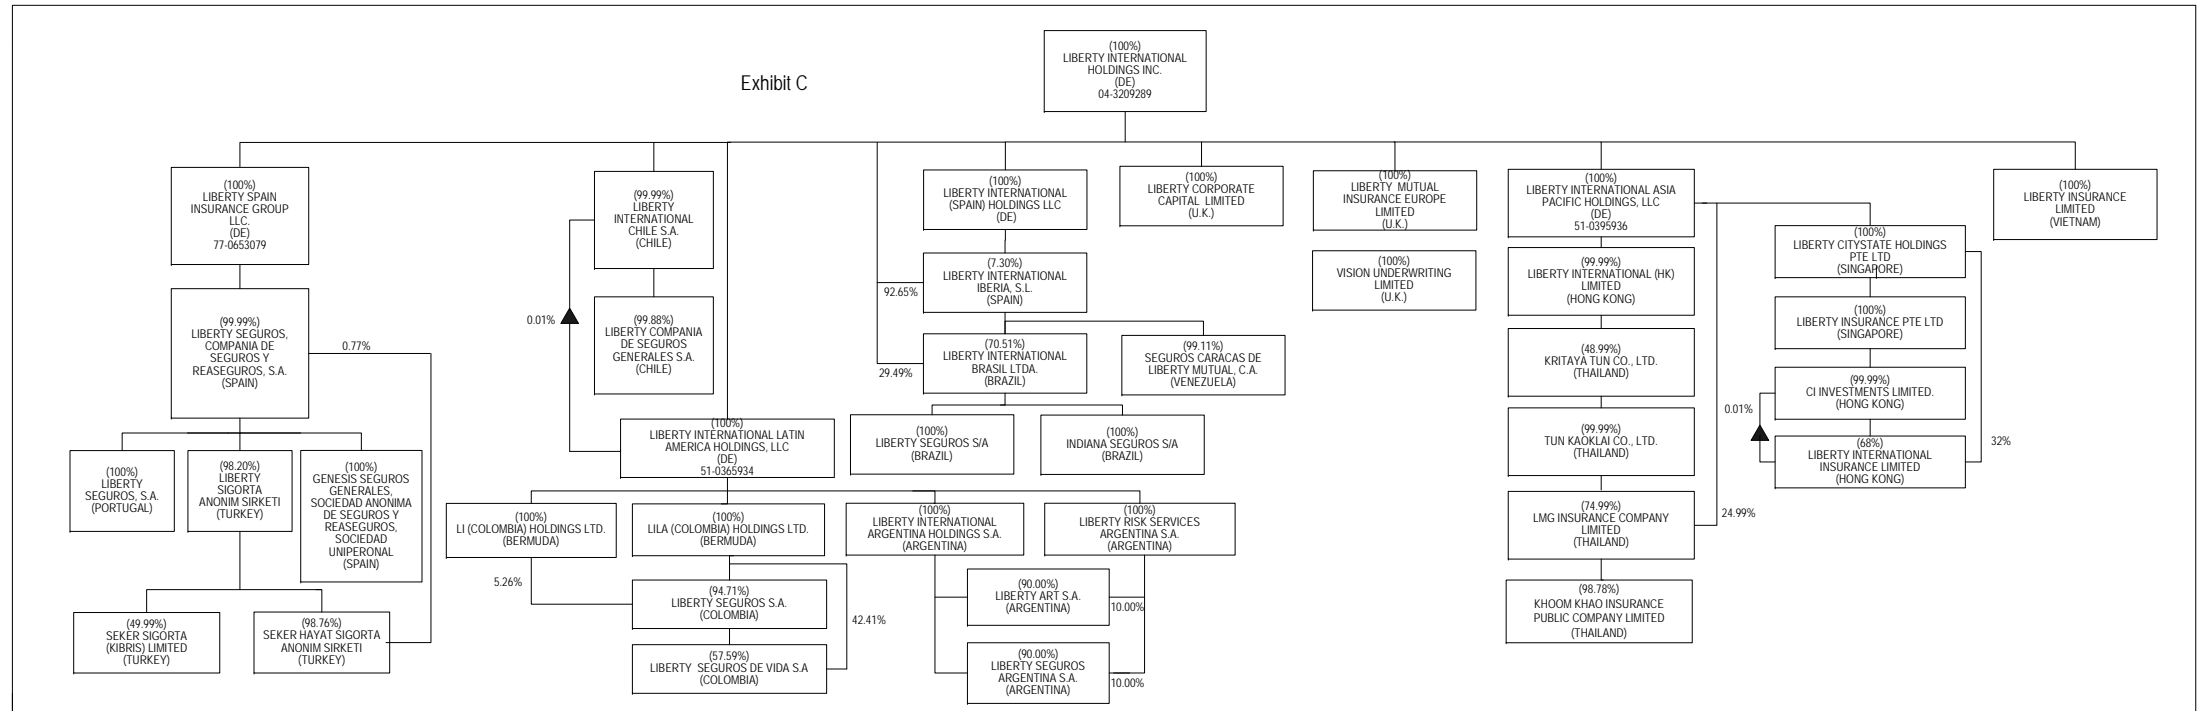 Exhibit C
(100%)
LIBERTY INTERNATIONAL
HOLDINGS INC.
(DE)
04-3209289
(100%)
LIBERTY SPAIN
INSURANCE GROUP
LLC.
(DE)
77-0653079
(99.99%)
LIBERTY SEGUROS,
COMPANIA DE
SEGUROS Y
REASEGUROS, S.A.
(SPAIN)
0.77%
(100%)
LIBERTY
SEGUROS, S.A.
(PORTUGAL)
(98.20%)
LIBERTY
SIGORTA
ANONIM SIRKETI
(TURKEY)
(100%)
GENESIS SEGUROS
GENERALES,
SOCIEDAD ANONIMA
DE SEGUROS Y
REASEGUROS,
SOCIEDAD
UNIPERONAL
(SPAIN)
(49.99%)
SEKER SIGORTA
(KIBRIS) LIMITED
(TURKEY)
(98.76%)
SEKER HAYAT SIGORTA
ANONIM SIRKETI
(TURKEY)
(99.99%)
LIBERTY
INTERNATIONAL
CHILE S.A.
(CHILE)
0.01%
(99.88%)
LIBERTY COMPANIA
DE SEGUROS
GENERALES S.A.
(CHILE)
(100%)
LIBERTY INTERNATIONAL LATIN
AMERICA HOLDINGS, LLC
(DE)
51-0365934
(100%)
LI (COLOMBIA) HOLDINGS LTD.
(BERMUDA)
(100%)
LILA (COLOMBIA) HOLDINGS LTD.
(BERMUDA)
(100%)
LIBERTY INTERNATIONAL
ARGENTINA HOLDINGS S.A.
(ARGENTINA)
(100%)
LIBERTY RISK SERVICES
ARGENTINA S.A.
(ARGENTINA)
5.26%
(94.71%)
LIBERTY SEGUROS S.A.
(COLOMBIA)
42.41%
(57.59%)
LIBERTY  SEGUROS DE VIDA S.A
(COLOMBIA)
(90.00%)
LIBERTY ART S.A.
(ARGENTINA)
10.00%
(90.00%)
LIBERTY SEGUROS
ARGENTINA S.A.
(ARGENTINA)
10.00%
(100%)
LIBERTY INTERNATIONAL
(SPAIN) HOLDINGS LLC
(DE)
92.65%
(7.30%)
LIBERTY INTERNATIONAL
IBERIA, S.L.
(SPAIN)
29.49%
(70.51%)
LIBERTY INTERNATIONAL
BRASIL LTDA.
(BRAZIL)
(99.11%)
SEGUROS CARACAS DE
LIBERTY MUTUAL, C.A.
(VENEZUELA)
(100%)
LIBERTY SEGUROS S/A
(BRAZIL)
(100%)
INDIANA SEGUROS S/A
(BRAZIL)
(100%)
LIBERTY CORPORATE
CAPITAL  LIMITED
(U.K.)
(100%)
LIBERTY  MUTUAL
INSURANCE EUROPE
LIMITED
(U.K.)
(100%)
VISION UNDERWRITING
LIMITED
(U.K.)
(100%)
LIBERTY INTERNATIONAL ASIA
PACIFIC HOLDINGS, LLC
(DE)
51-0395936
(99.99%)
LIBERTY INTERNATIONAL (HK)
LIMITED
(HONG KONG)
(48.99%)
KRITAYA TUN CO., LTD.
(THAILAND)
(99.99%)
TUN KAOKLAI CO., LTD.
(THAILAND)
(74.99%)
LMG INSURANCE COMPANY
LIMITED
(THAILAND)
24.99%
(98.78%)
KHOOM KHAO INSURANCE
PUBLIC COMPANY LIMITED
(THAILAND)
(100%)
LIBERTY CITYSTATE HOLDINGS
PTE LTD
(SINGAPORE)
(100%)
LIBERTY INSURANCE PTE LTD
(SINGAPORE)
(99.99%)
CI INVESTMENTS LIMITED.
(HONG KONG)
0.01%
(68%)
LIBERTY INTERNATIONAL
INSURANCE LIMITED
(HONG KONG)
32%
(100%)
LIBERTY INSURANCE
LIMITED
(VIETNAM)